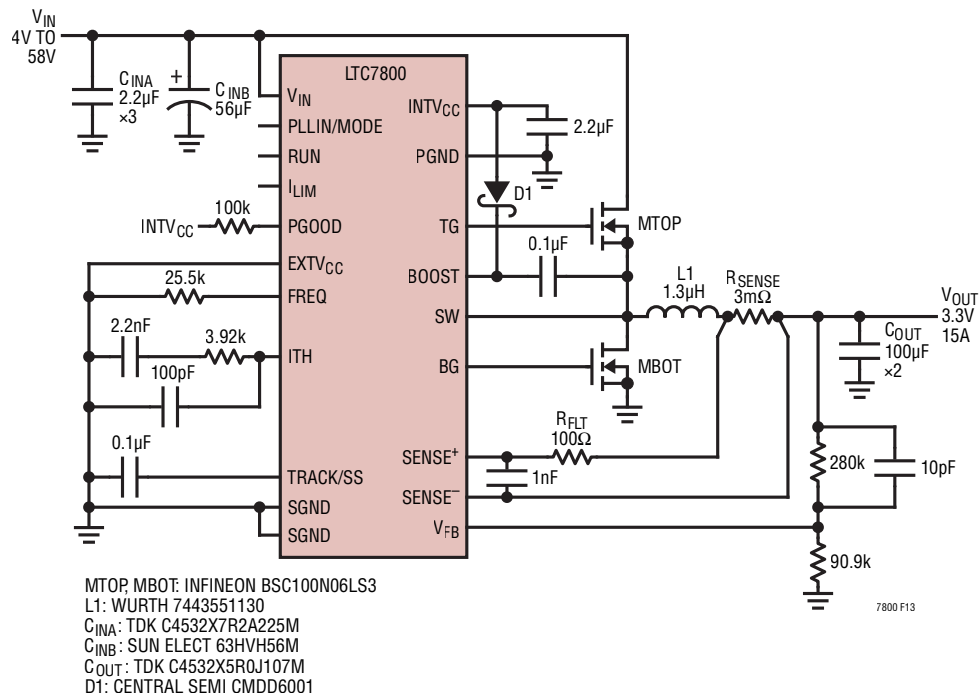 VIN
4V TO
58V
CINA
2.2µF
×3
+
CINB
56µF
LTC7800
VIN
PLLIN/MODE
RUN
ILIM
PGOOD
EXTVCC
FREQ
ITH
TRACK/SS
SGND
SGND
INTVCC
PGND
TG
BOOST
SW
BG
SENSE+
SENSE–
VFB
INTVCC
100k
25.5k
2.2nF
3.92k
100pF
0.1µF
2.2µF
D1
MTOP
0.1µF
L1
1.3µH
RSENSE
3mΩ
VOUT
3.3V
15A
COUT
100µF
×2
MBOT
RFLT
100Ω
1nF
280k
10pF
90.9k
7800 F13
MTOP, MBOT: INFINEON BSC100N06LS3
L1: WURTH 7443551130
CINA: TDK C4532X7R2A225M
CINB: SUN ELECT 63HVH56M
COUT: TDK C4532X5R0J107M
D1: CENTRAL SEMI CMDD6001